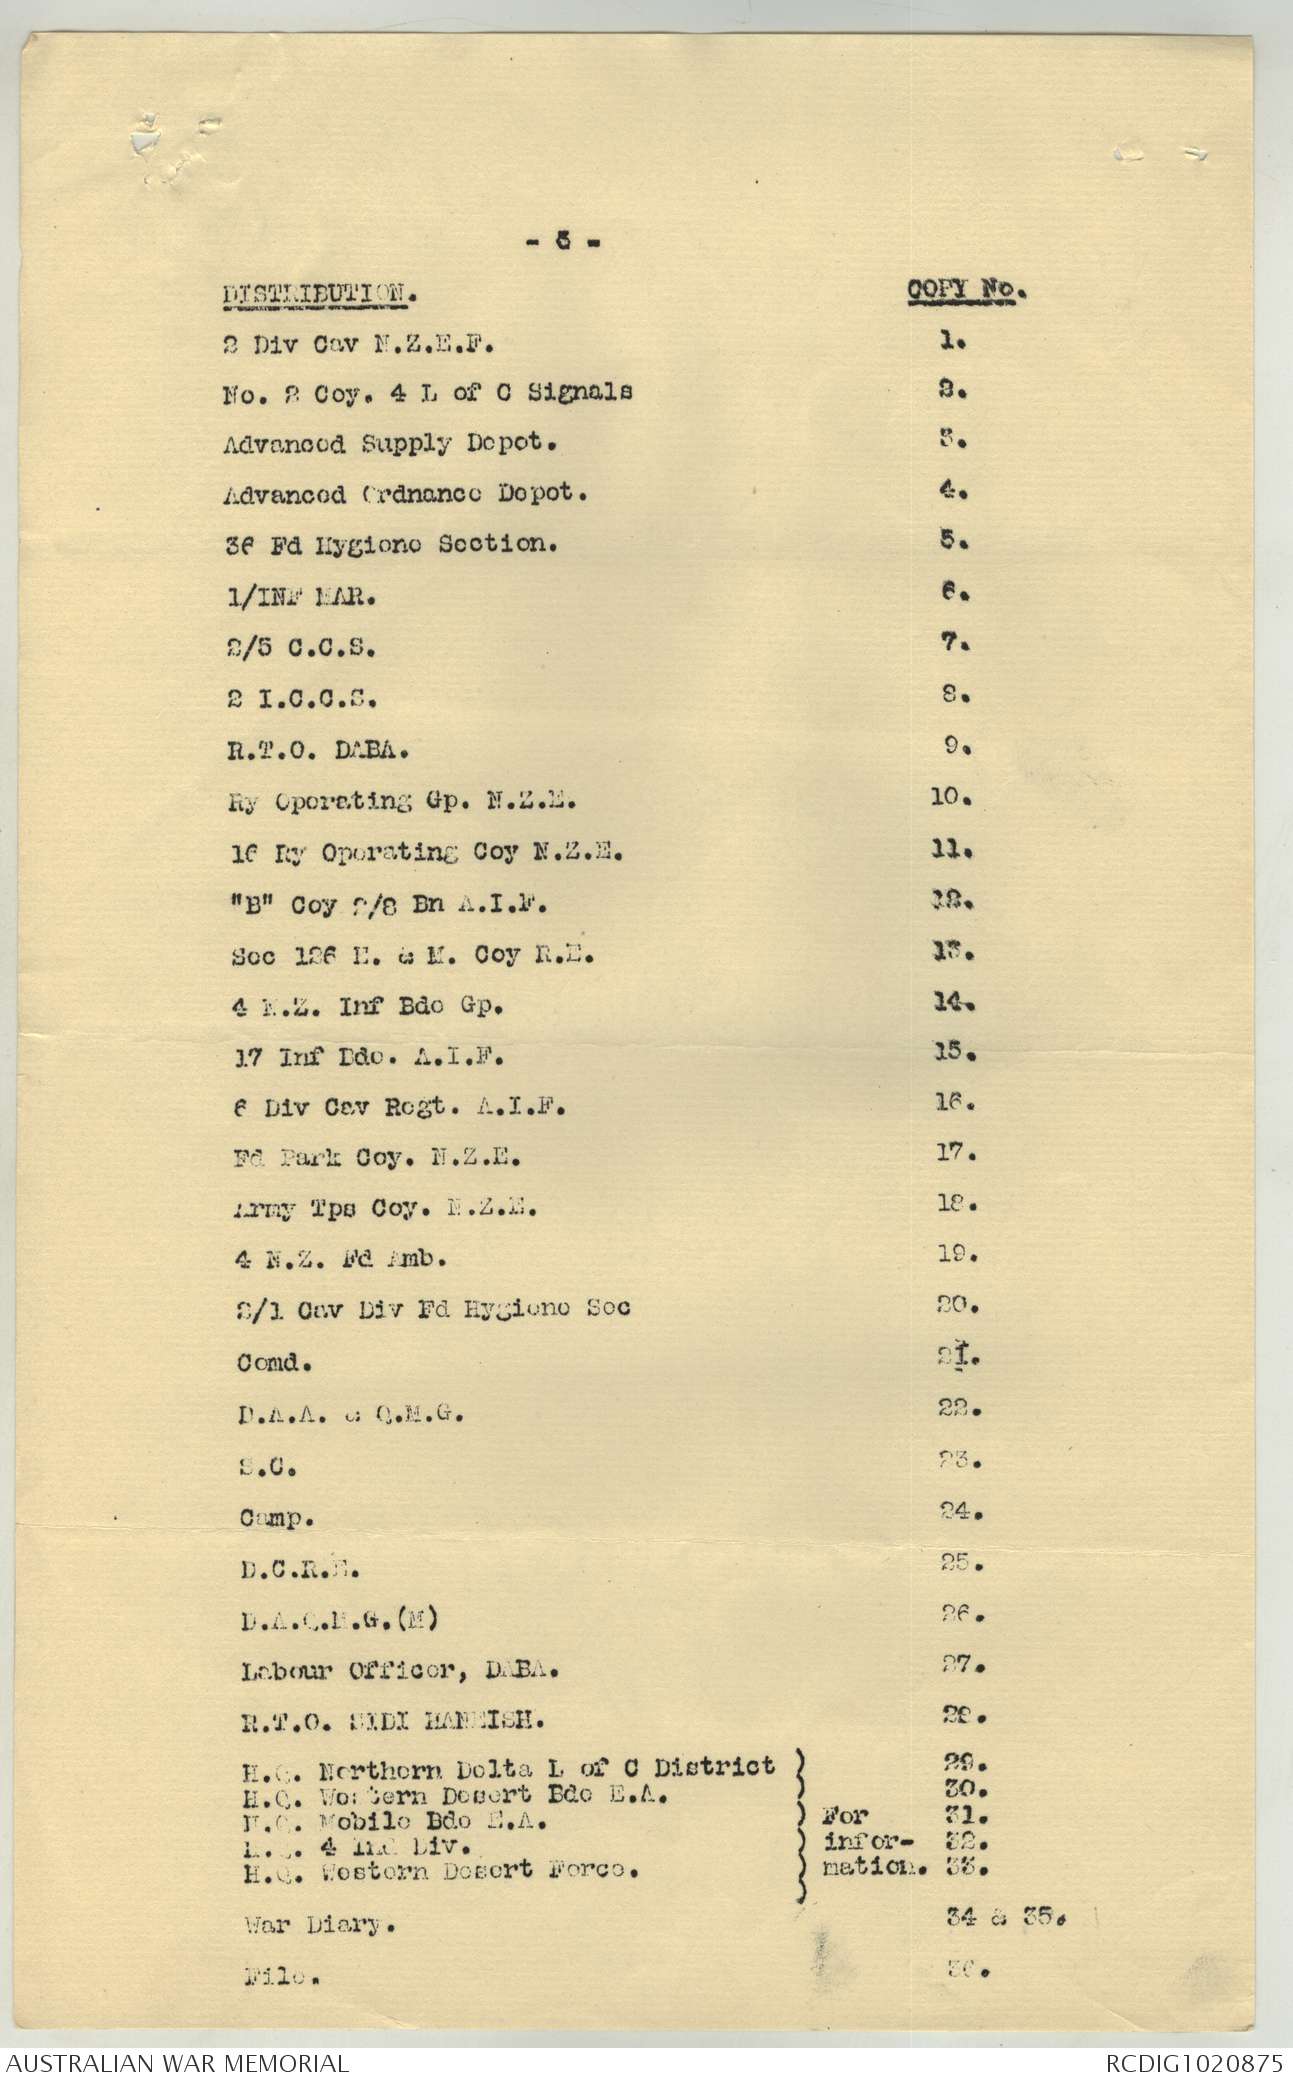 - 3 -
DISTRIBUTION. COPY No.
2 Div Cav N.Z.E.F. 1.
No. 2 Coy. 4 L of C Signals 2.
Advanced Supply Depot. 3.
Advanced Ordnance Depot. 4.
36 Fd Hygiene Section. 5.
1/INF MAR. 6.
2/5 C.C.S. 7.
2 I.C.C.S. 8.
R.T.O. DABA. 9.
Ry Operating Gp. N.Z.E. 10.
16 Ry Operating Coy N.Z.E. 11.
"B" Coy 2/8 Bn A.I.F. 12.
Sec 126 E. & M. Coy R.E. 13.
4 N.Z. Inf Bde Gp. 14.
17 Inf Bde. A.I.F. 15.
6 Div Cav Regt. A.I.F. 16.
Fd Park Coy. N.Z.E. 17.
Army Tps Coy. N.Z.E. 18.
4 N.Z. Fd Amb. 19.
2/1 Cav Div Fd Hygiene Sec 20.
Comd. 21.
D.A.A. & Q.M.G. 22.
S.C. 23.
Camp. 24.
D.C.R.E. 25.
D.A.Q.M.G.(M) 26.
Labour Officer, DABA. 27.
R.T.O. SIDI HANEISH. 28.
H.Q. Northern Delta L of C District 29.
H.Q. Western Desert Bde E.A. 30.
H.Q. Mobile Bde E.A. For 31.
H.Q. 4 Ind Div. infor- 32.
H.Q. Western Desert Force. mation. 33.
War Diary. 34 & 35.
File. 36.
AUSTRALIAN WAR MEMORIAL RCDIG1020875